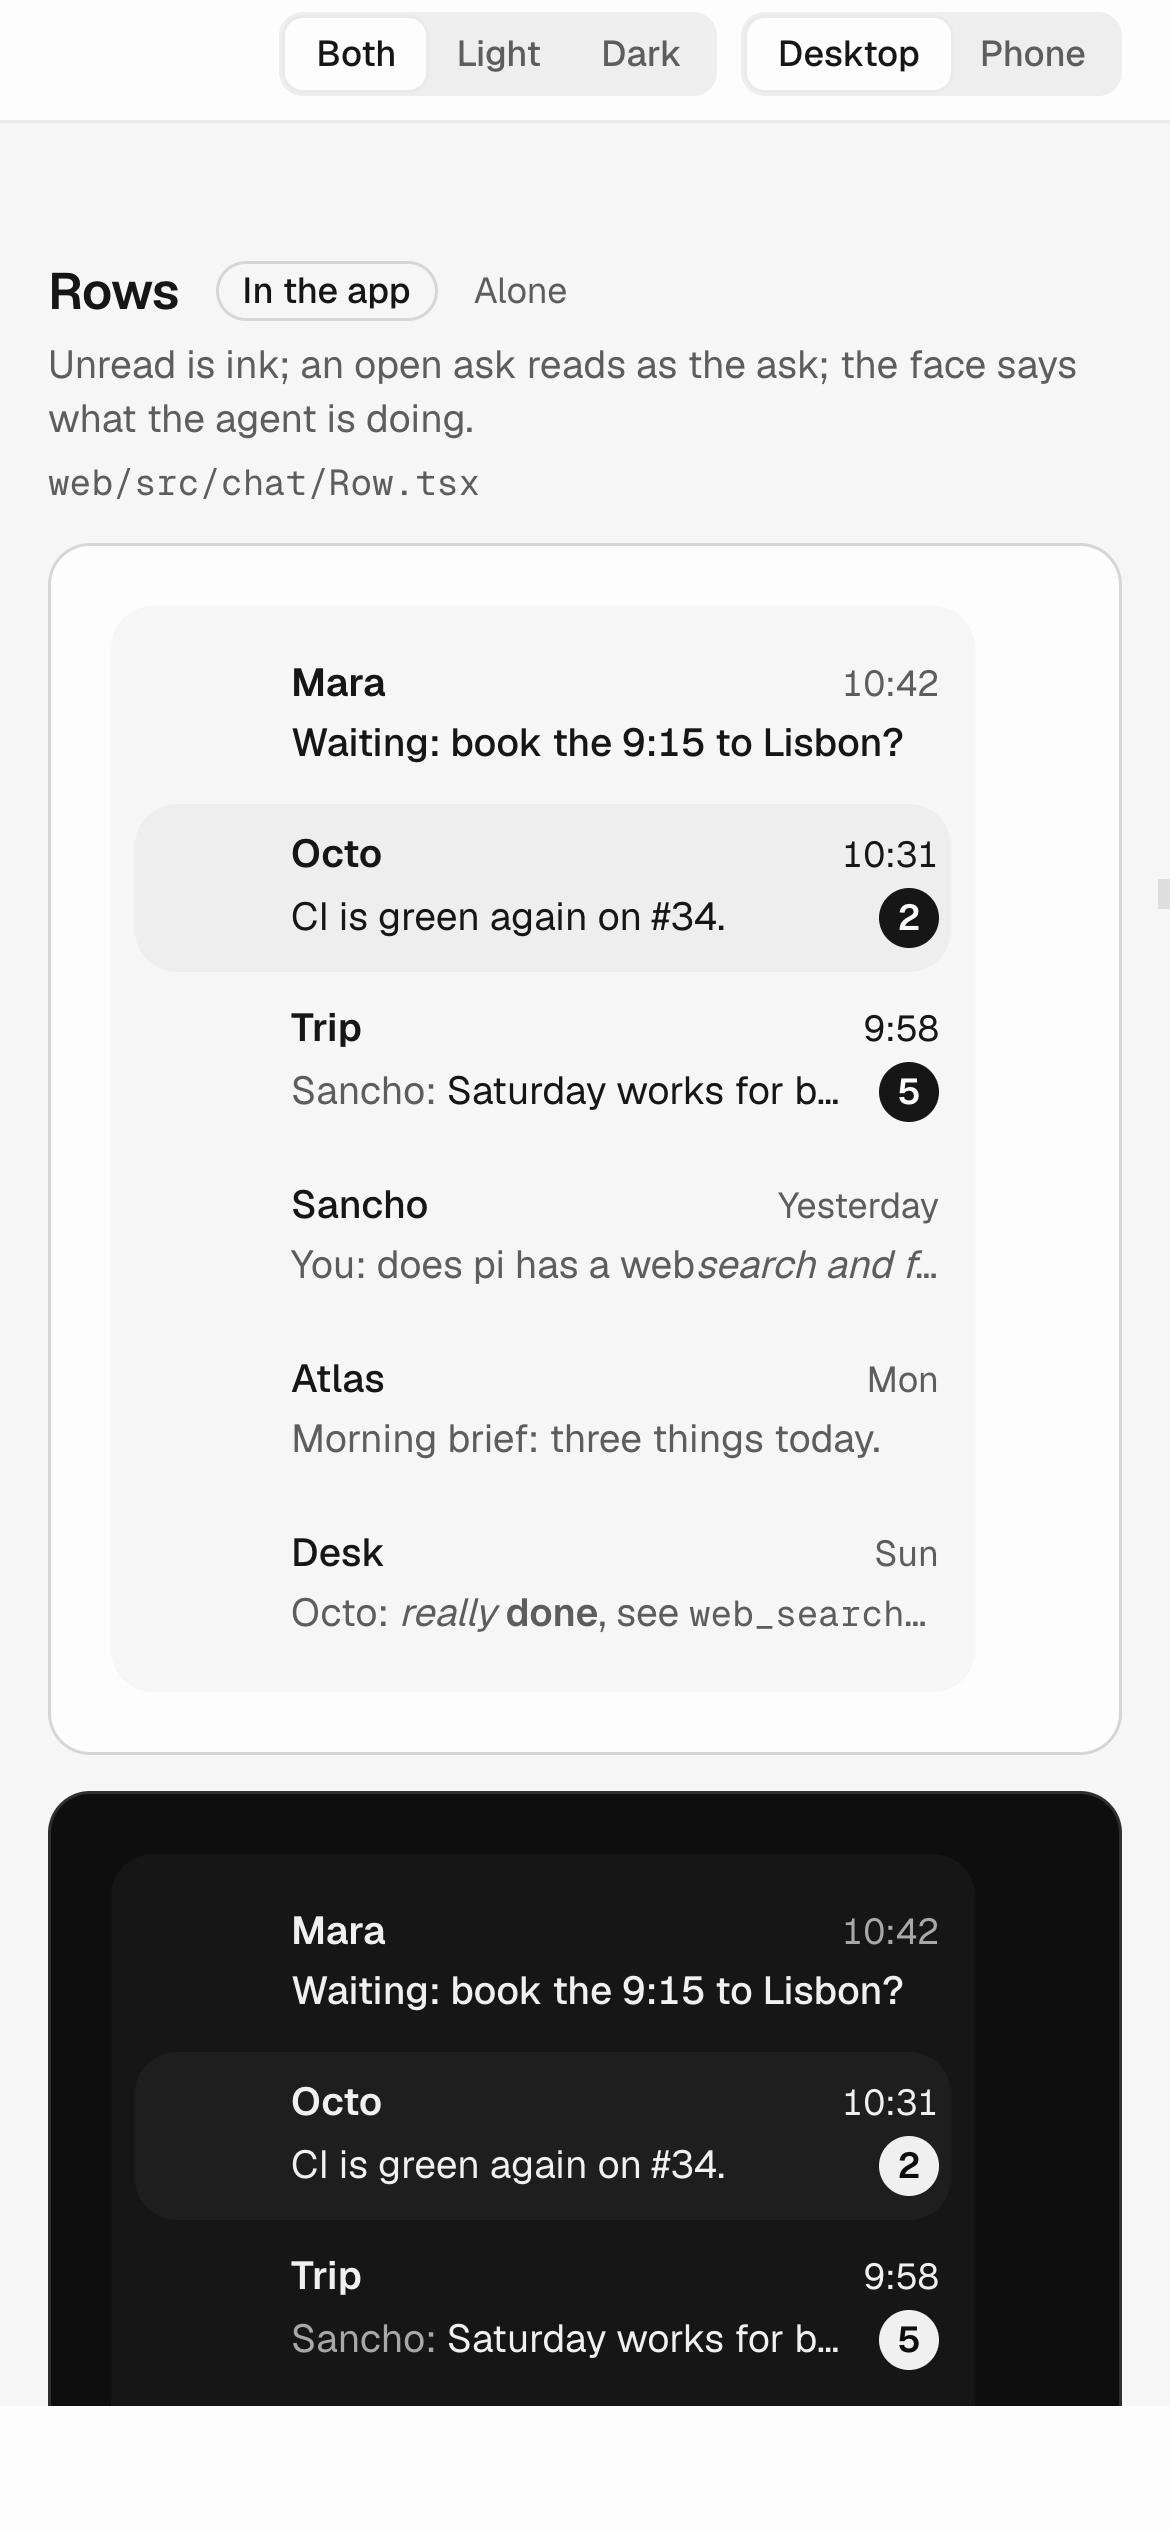 Both Light Dark Desktop Phone
Rows In the app Alone
Unread is ink; an open ask reads as the ask; the face says
what the agent is doing.
web/src/chat/Row.tsx
Mara 10:42
Waiting: book the 9:15 to Lisbon?
Octo 10:31
CI is green again on #34. 2
Trip 9:58
Sancho: Saturday works for b... 5
Sancho Yesterday
You: does pi has a websearch and f...
Atlas Mon
Morning brief: three things today.
Desk Sun
Octo: really done, see web_search...
Mara 10:42
Waiting: book the 9:15 to Lisbon?
Octo 10:31
CI is green again on #34. 2
Trip 9:58
Sancho: Saturday works for b... 5